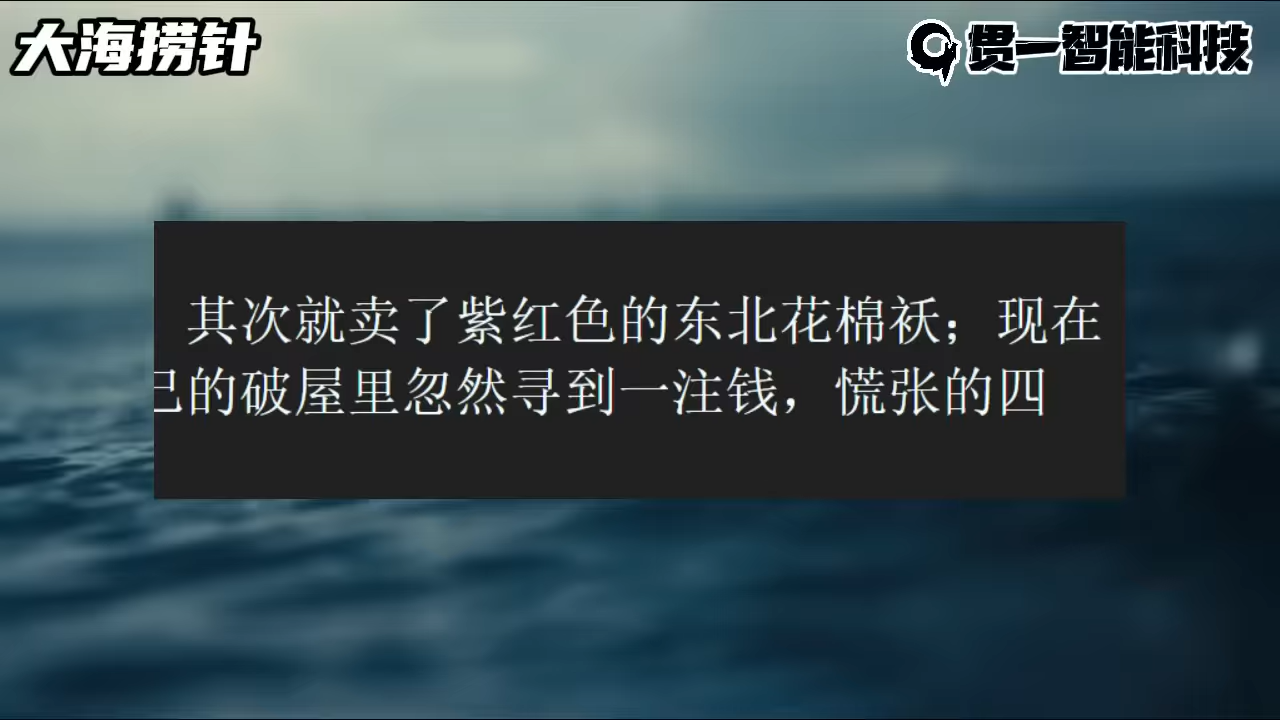 大海捞针
贯一智能科技
其次就卖了紫红色的东北花棉袄；现在
己的破屋里忽然寻到一注钱，慌张的四